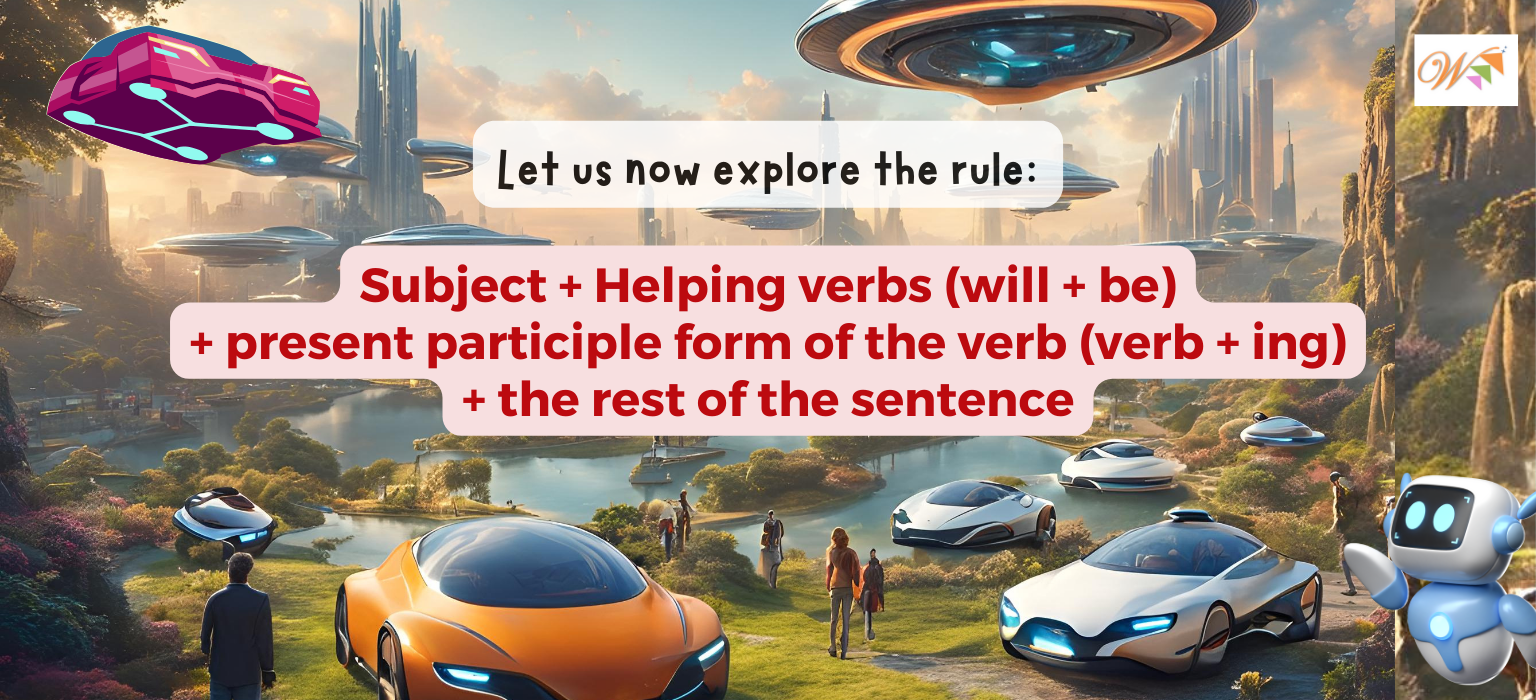 W
Let us now explore the rule:
Subject + Helping verbs (will + be)
+ present participle form of the verb (verb + ing)
+ the rest of the sentence